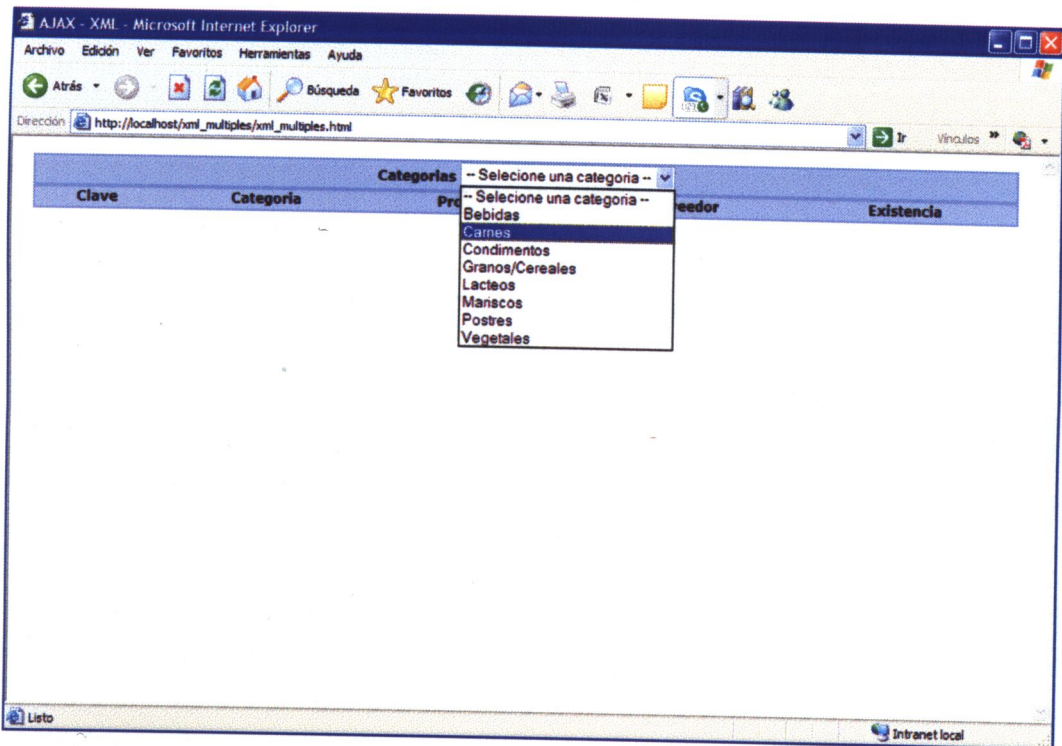 AJAX - XML - Microsoft Internet Explorer
Archivo Edición Ver Favoritos Herramientas Ayuda
Atrás Búsqueda Favoritos
Dirección http://localhost/xml_multiples/xml_multiples.html Ir Vínculos »
Categorias -- Selecione una categoria --
Clave Categoria Pro eedor Existencia
-- Selecione una categoria --
Bebidas
Carnes
Condimentos
Granos/Cereales
Lacteos
Mariscos
Postres
Vegetales
Listo Intranet local